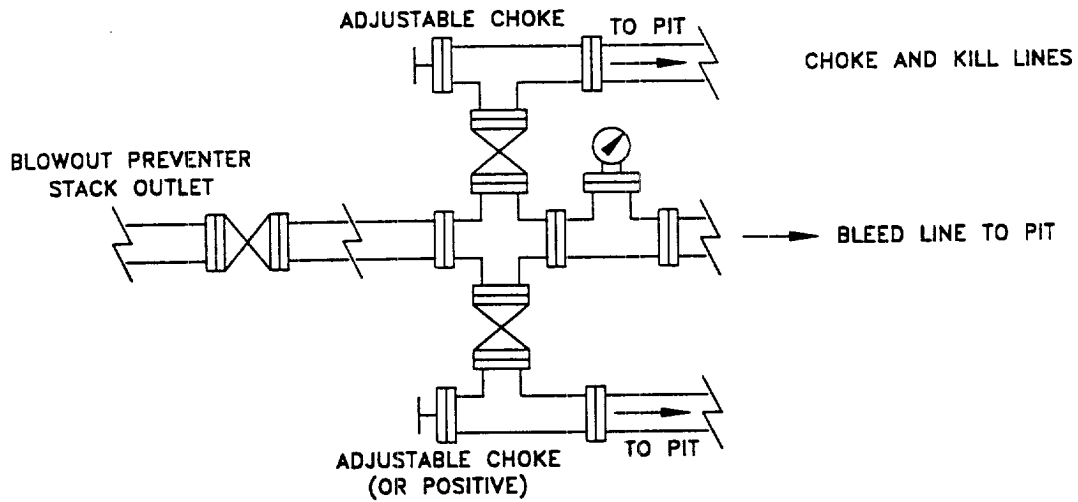 ADJUSTABLE CHOKE
TO PIT
CHOKE AND KILL LINES
BLOWOUT PREVENTER
STACK OUTLET
BLEED LINE TO PIT
TO PIT
ADJUSTABLE CHOKE
(OR POSITIVE)